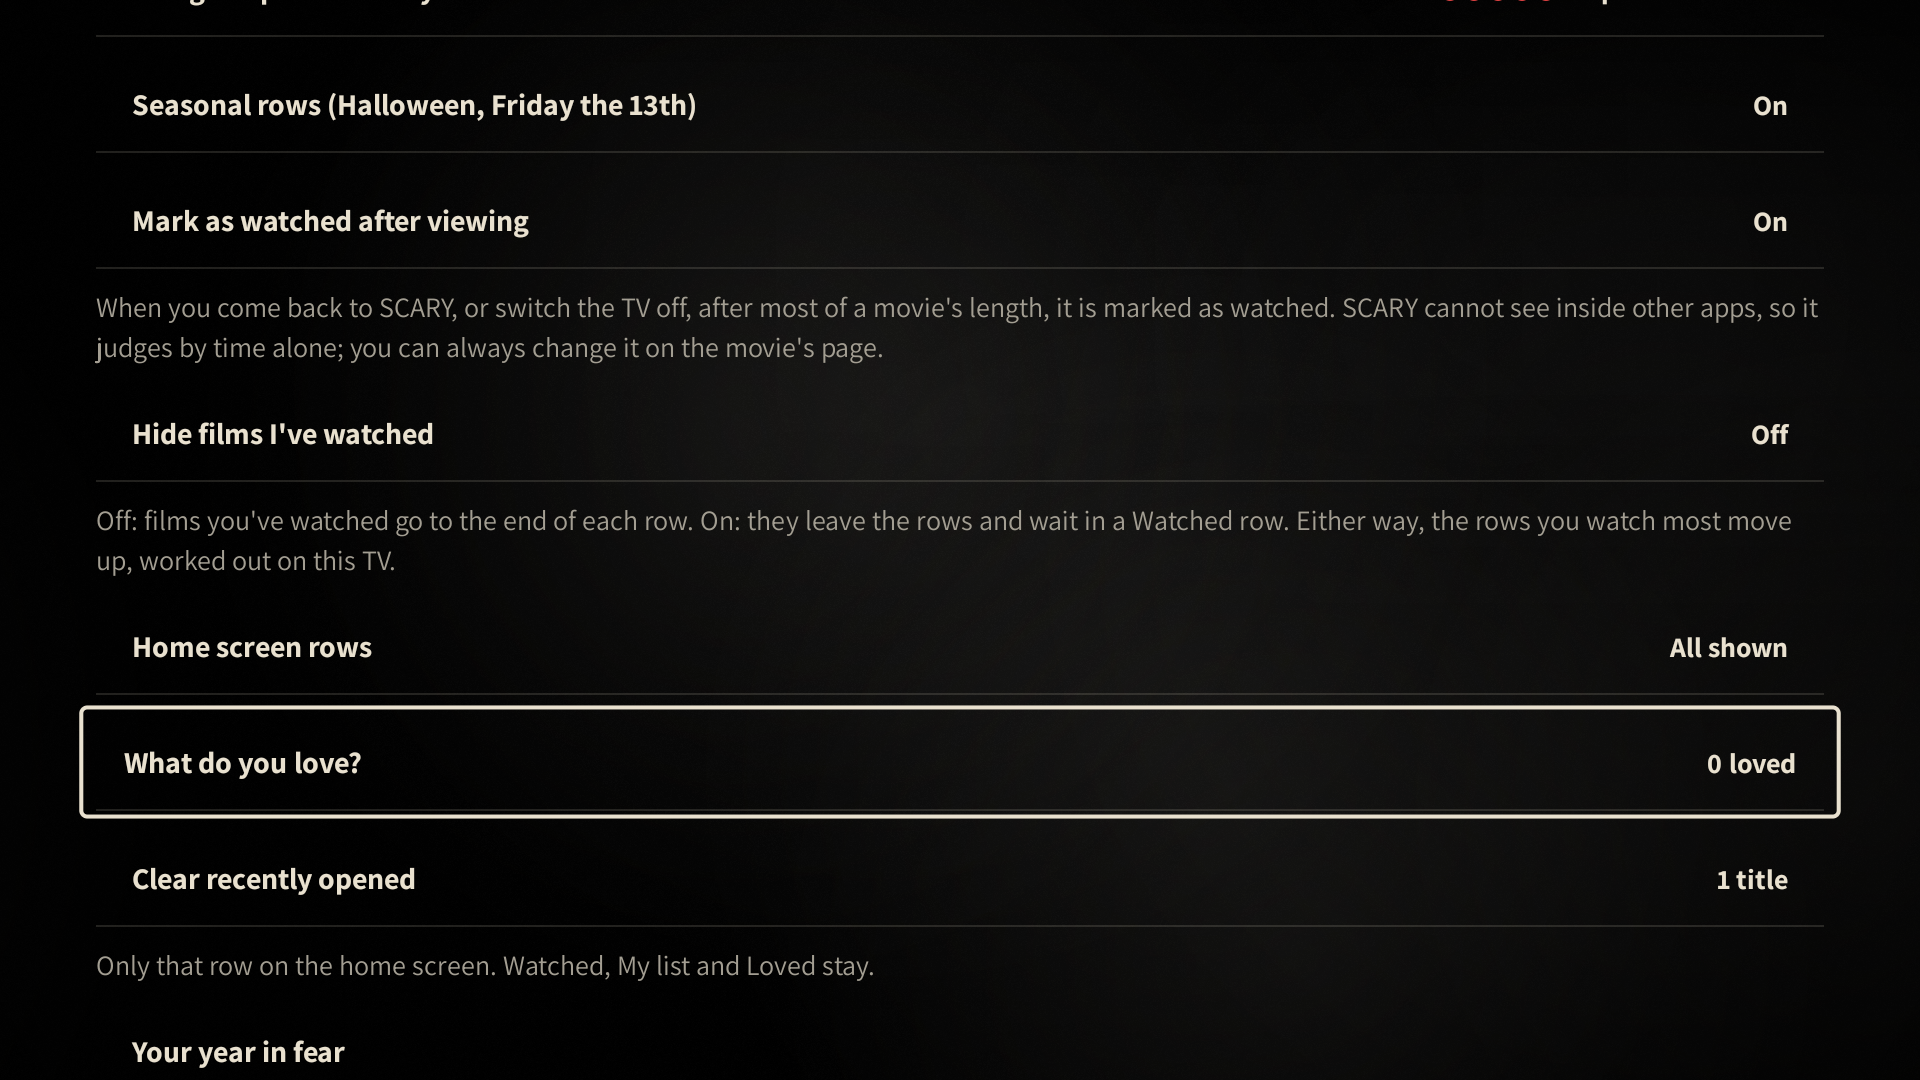 Seasonal rows (Halloween, Friday the 13th) On
Mark as watched after viewing On
When you come back to SCARY, or switch the TV off, after most of a movie's length, it is marked as watched. SCARY cannot see inside other apps, so it
judges by time alone; you can always change it on the movie's page.
Hide films I've watched Off
Off: films you've watched go to the end of each row. On: they leave the rows and wait in a Watched row. Either way, the rows you watch most move
up, worked out on this TV.
Home screen rows All shown
What do you love? 0 loved
Clear recently opened 1 title
Only that row on the home screen. Watched, My list and Loved stay.
Your year in fear